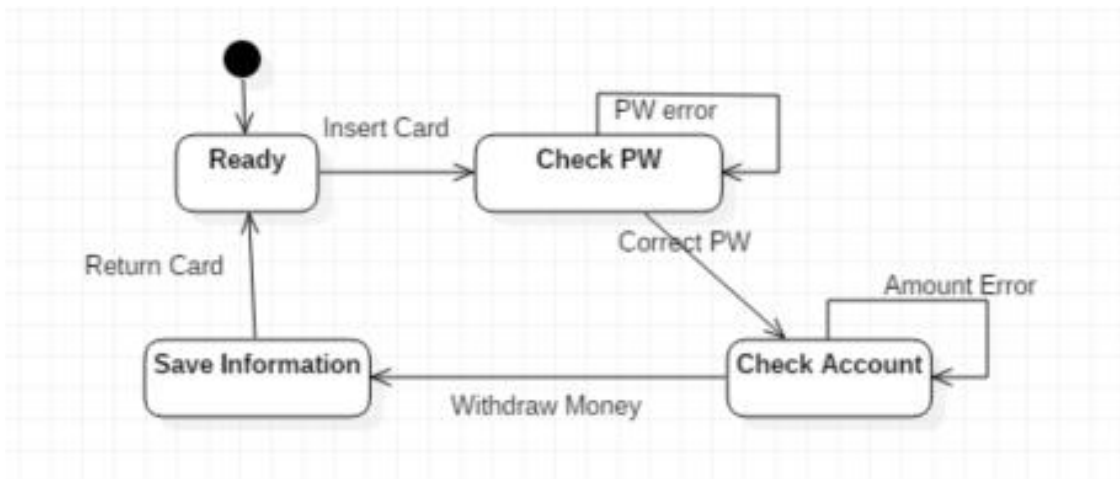 PW error
Insert Card
Ready
Check PW
Correct PW
Return Card
Amount Error
Save Information
Check Account
Withdraw Money